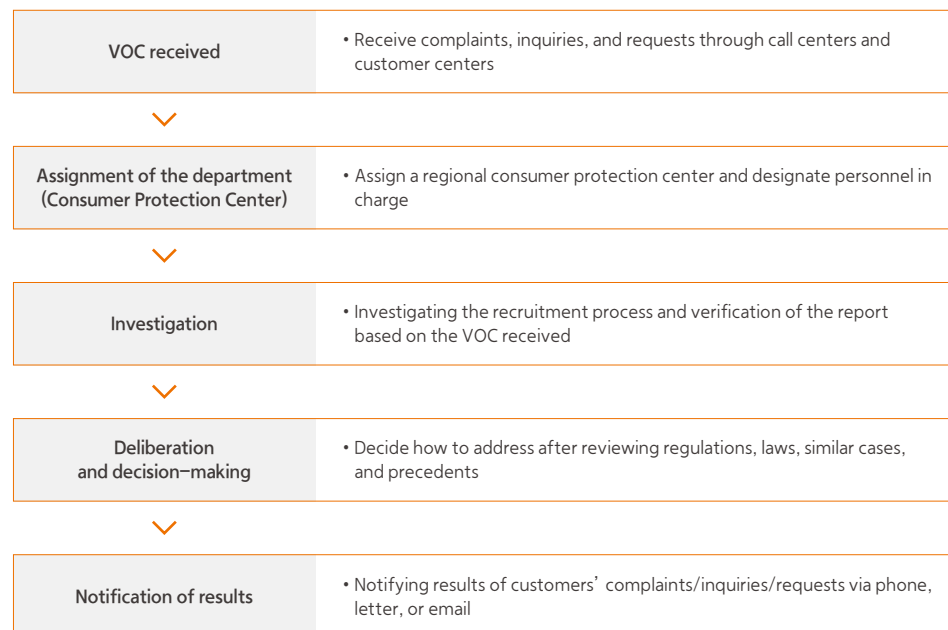 VOC received
• Receive complaints, inquiries, and requests through call centers and
customer centers
Assignment of the department
(Consumer Protection Center)
• Assign a regional consumer protection center and designate personnel in
charge
Investigation
• Investigating the recruitment process and verification of the report
based on the VOC received
Deliberation
and decision-making
• Decide how to address after reviewing regulations, laws, similar cases,
and precedents
Notification of results
• Notifying results of customers’ complaints/inquiries/requests via phone,
letter, or email